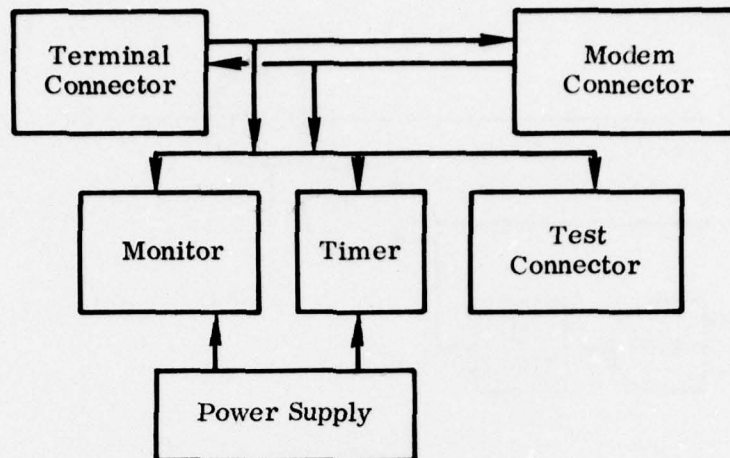 Terminal
Connector
Modem
Connector
Monitor
Timer
Test
Connector
Power Supply